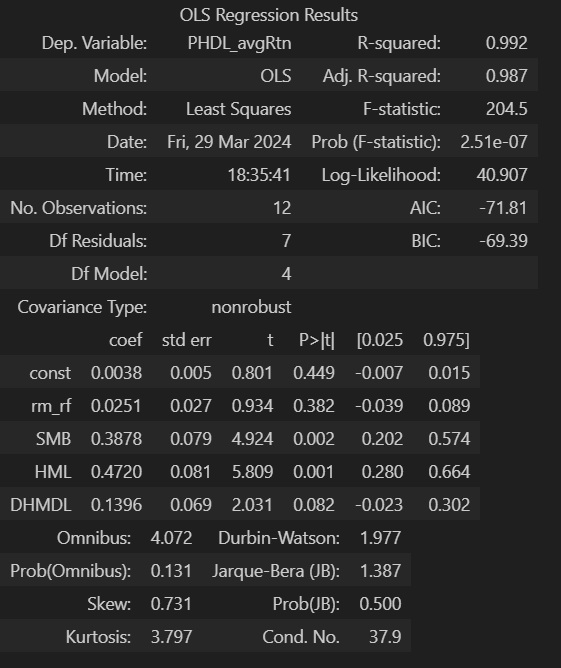 OLS Regression Results
Dep. Variable: PHDL_avgRtn R-squared: 0.992
Model: OLS Adj. R-squared: 0.987
Method: Least Squares F-statistic: 204.5
Date: Fri, 29 Mar 2024 Prob (F-statistic): 2.51e-07
Time: 18:35:41 Log-Likelihood: 40.907
No. Observations: 12 AIC: -71.81
Df Residuals: 7 BIC: -69.39
Df Model: 4
Covariance Type: nonrobust
coef std err t P>|t| [0.025 0.975]
const 0.0038 0.005 0.801 0.449 -0.007 0.015
rm_rf 0.0251 0.027 0.934 0.382 -0.039 0.089
SMB 0.3878 0.079 4.924 0.002 0.202 0.574
HML 0.4720 0.081 5.809 0.001 0.280 0.664
DHMDL 0.1396 0.069 2.031 0.082 -0.023 0.302
Omnibus: 4.072 Durbin-Watson: 1.977
Prob(Omnibus): 0.131 Jarque-Bera (JB): 1.387
Skew: 0.731 Prob(JB): 0.500
Kurtosis: 3.797 Cond. No. 37.9